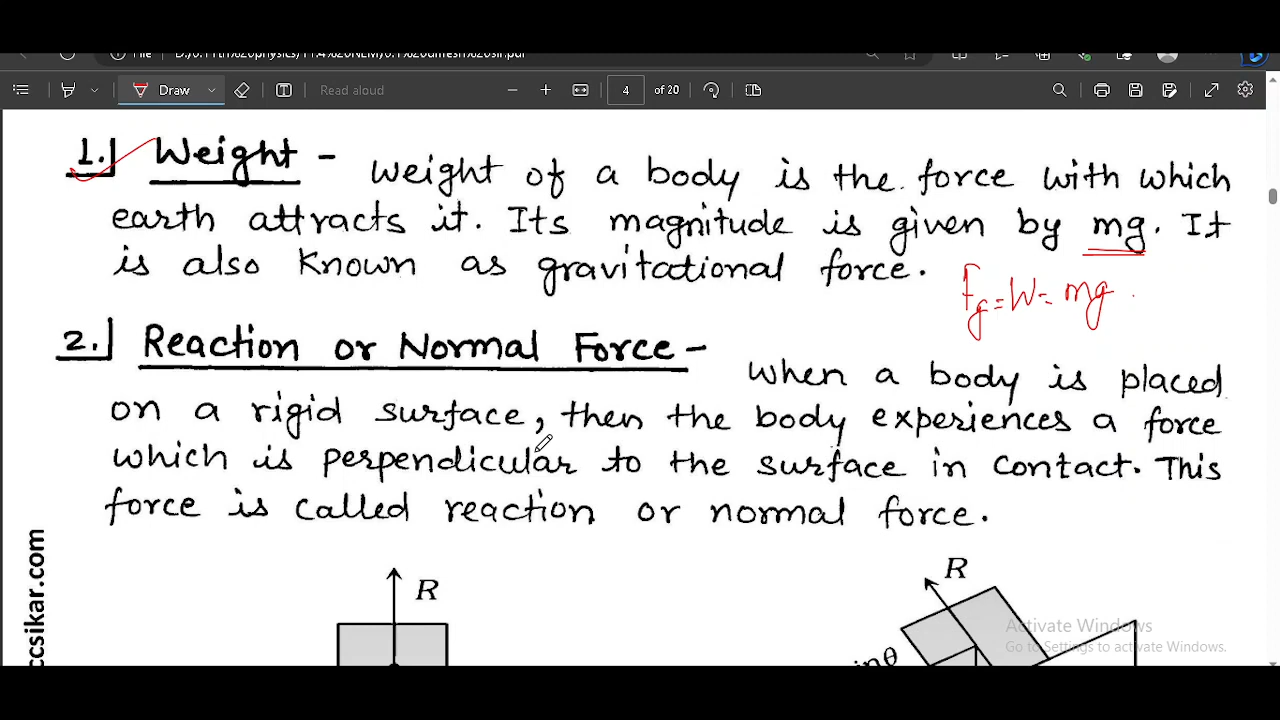 Draw
Read aloud
4
of 20
1. Weight - Weight of a body is the force with which
earth attracts it. Its magnitude is given by mg. It
is also known as gravitational force.
Fg = W = mg.
2. Reaction or Normal Force - When a body is placed
on a rigid surface, then the body experiences a force
which is perpendicular to the surface in contact. This
force is called reaction or normal force.
R
R
θ
ccsikar.com
Activate Windows
Go to Settings to activate Windows.